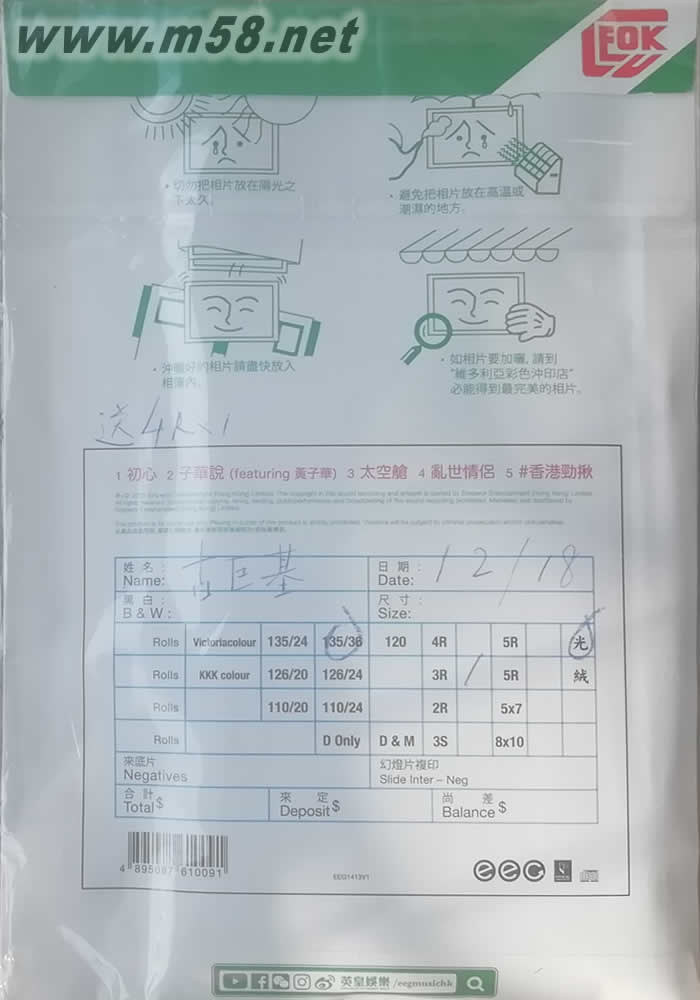 www.m58.net
FOK
・切勿把相片放在陽光之
下太久。
・避免把相片放在高溫或
潮濕的地方。
・沖曬好的相片請盡快放入
相簿內。
・如相片要加曬，請到
"維多利亞彩色沖印店"
必能得到最完美的相片。
送4R 1
1 初心 2 子華說 (featuring 黃子華) 3 太空艙 4 亂世情侶 5 #香港勁揪
姓名：
Name: 古巨基
日期：
Date: 12/18
黑白：
B & W :
尺寸：
Size:
Rolls Victoriacolour 135/24 135/36 120 4R 5R 光
Rolls KKK colour 126/20 126/24 3R / 5R 絨
Rolls 110/20 110/24 2R 5x7
Rolls D Only D & M 3S 8x10
來底片
Negatives
幻燈片複印
Slide Inter – Neg
合計
Total $
來定
Deposit $
尚差
Balance $
4 895087 610091
EEG1413V1
eec
英皇娛樂 /eegmusichk